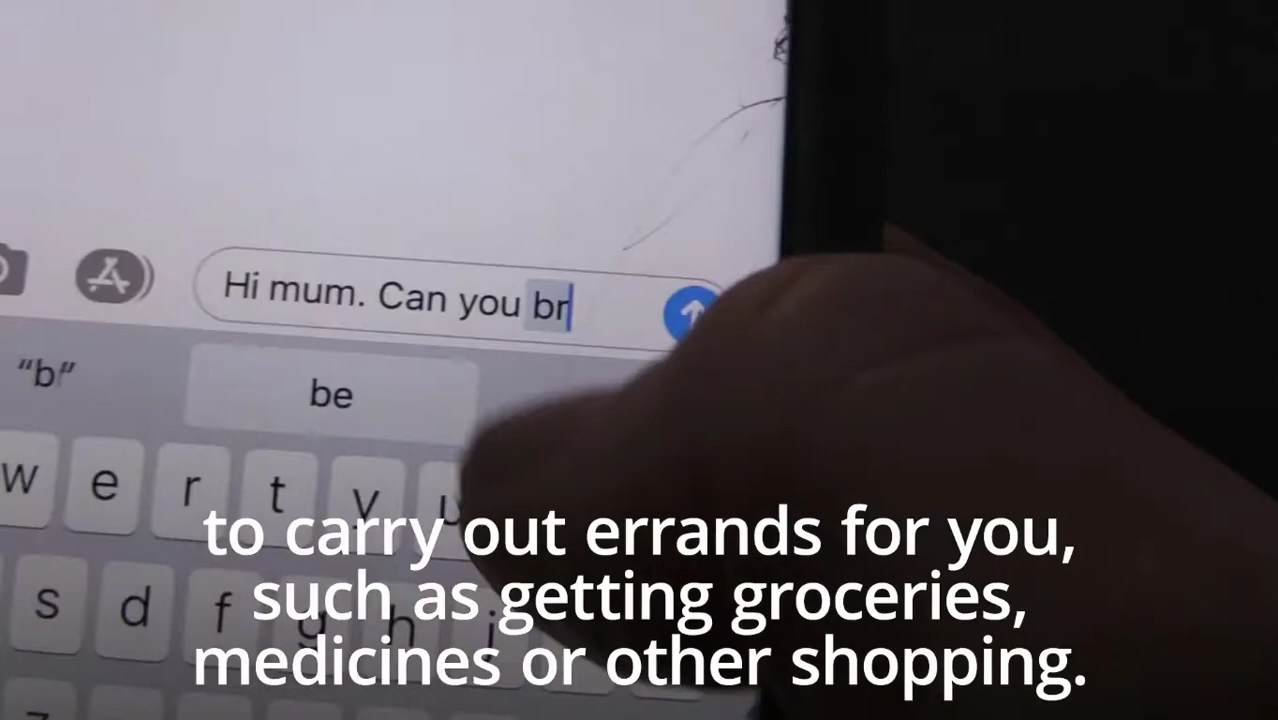 Hi mum. Can you br
"br"
be
w e r t y u
s d f g h j
z
to carry out errands for you,
such as getting groceries,
medicines or other shopping.